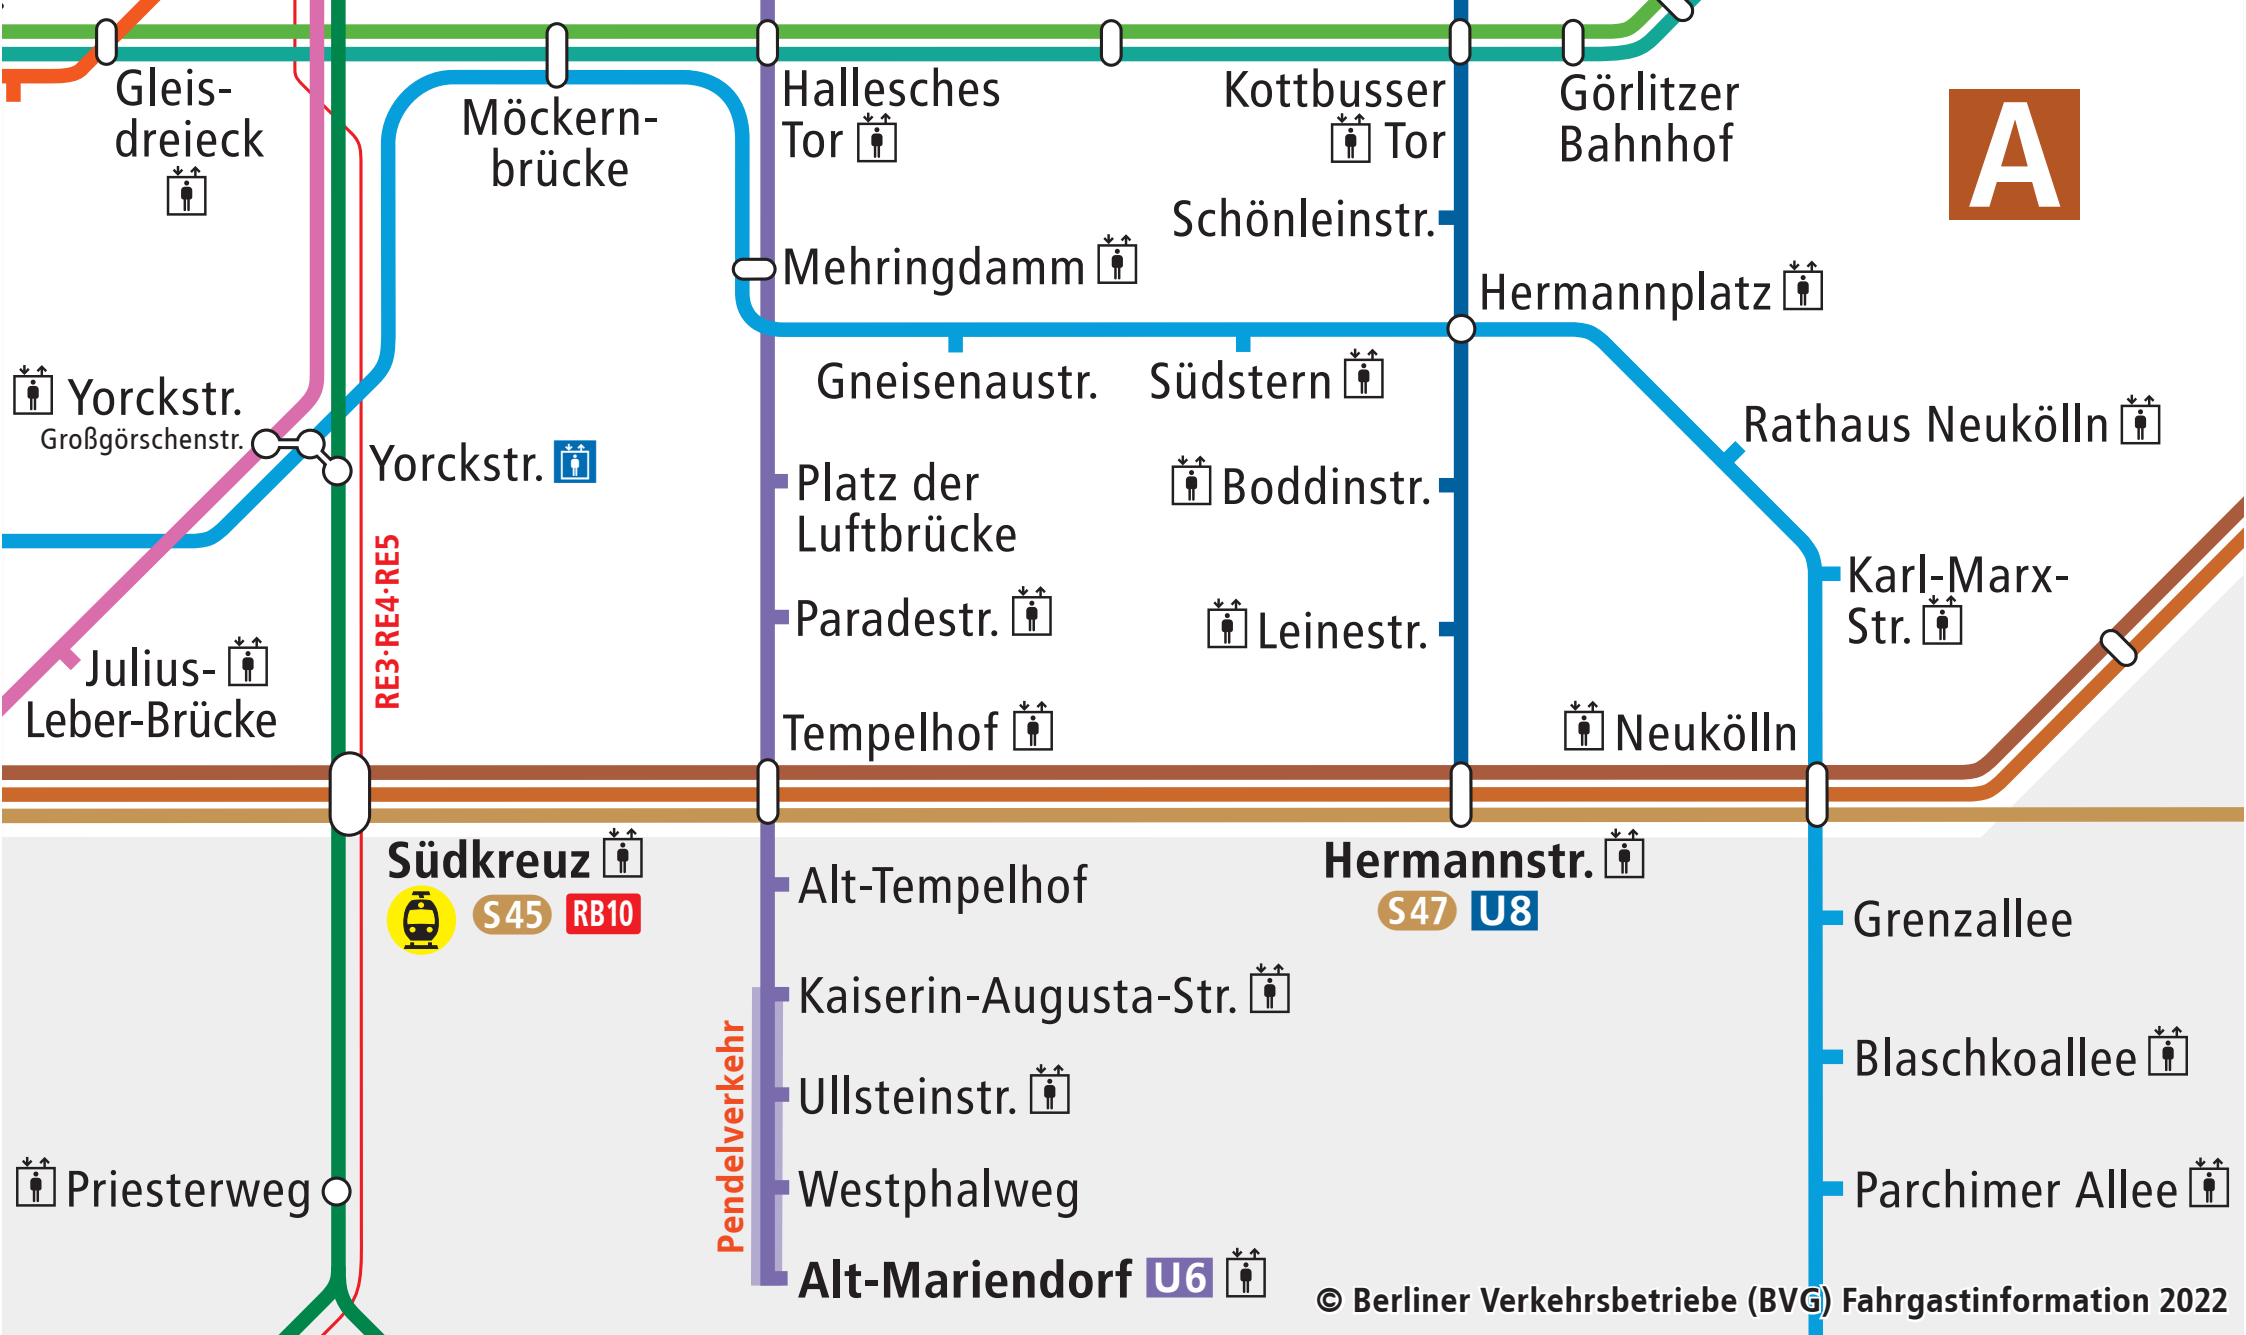 Gleis-
dreieck
Möckern-
brücke
Hallesches
Tor
Kottbusser
Tor
Görlitzer
Bahnhof
A
Schönleinstr.
Mehringdamm
Hermannplatz
Yorckstr.
Großgörschenstr.
Yorckstr.
Gneisenaustr.
Südstern
Rathaus Neukölln
Platz der
Luftbrücke
Boddinstr.
RE3·RE4·RE5
Karl-Marx-
Str.
Paradestr.
Leinestr.
Julius-
Leber-Brücke
Tempelhof
Neukölln
Südkreuz
S45 RB10
Hermannstr.
S47 U8
Alt-Tempelhof
Grenzallee
Kaiserin-Augusta-Str.
Pendelverkehr
Blaschkoallee
Ullsteinstr.
Priesterweg
Westphalweg
Parchimer Allee
Alt-Mariendorf U6
© Berliner Verkehrsbetriebe (BVG) Fahrgastinformation 2022